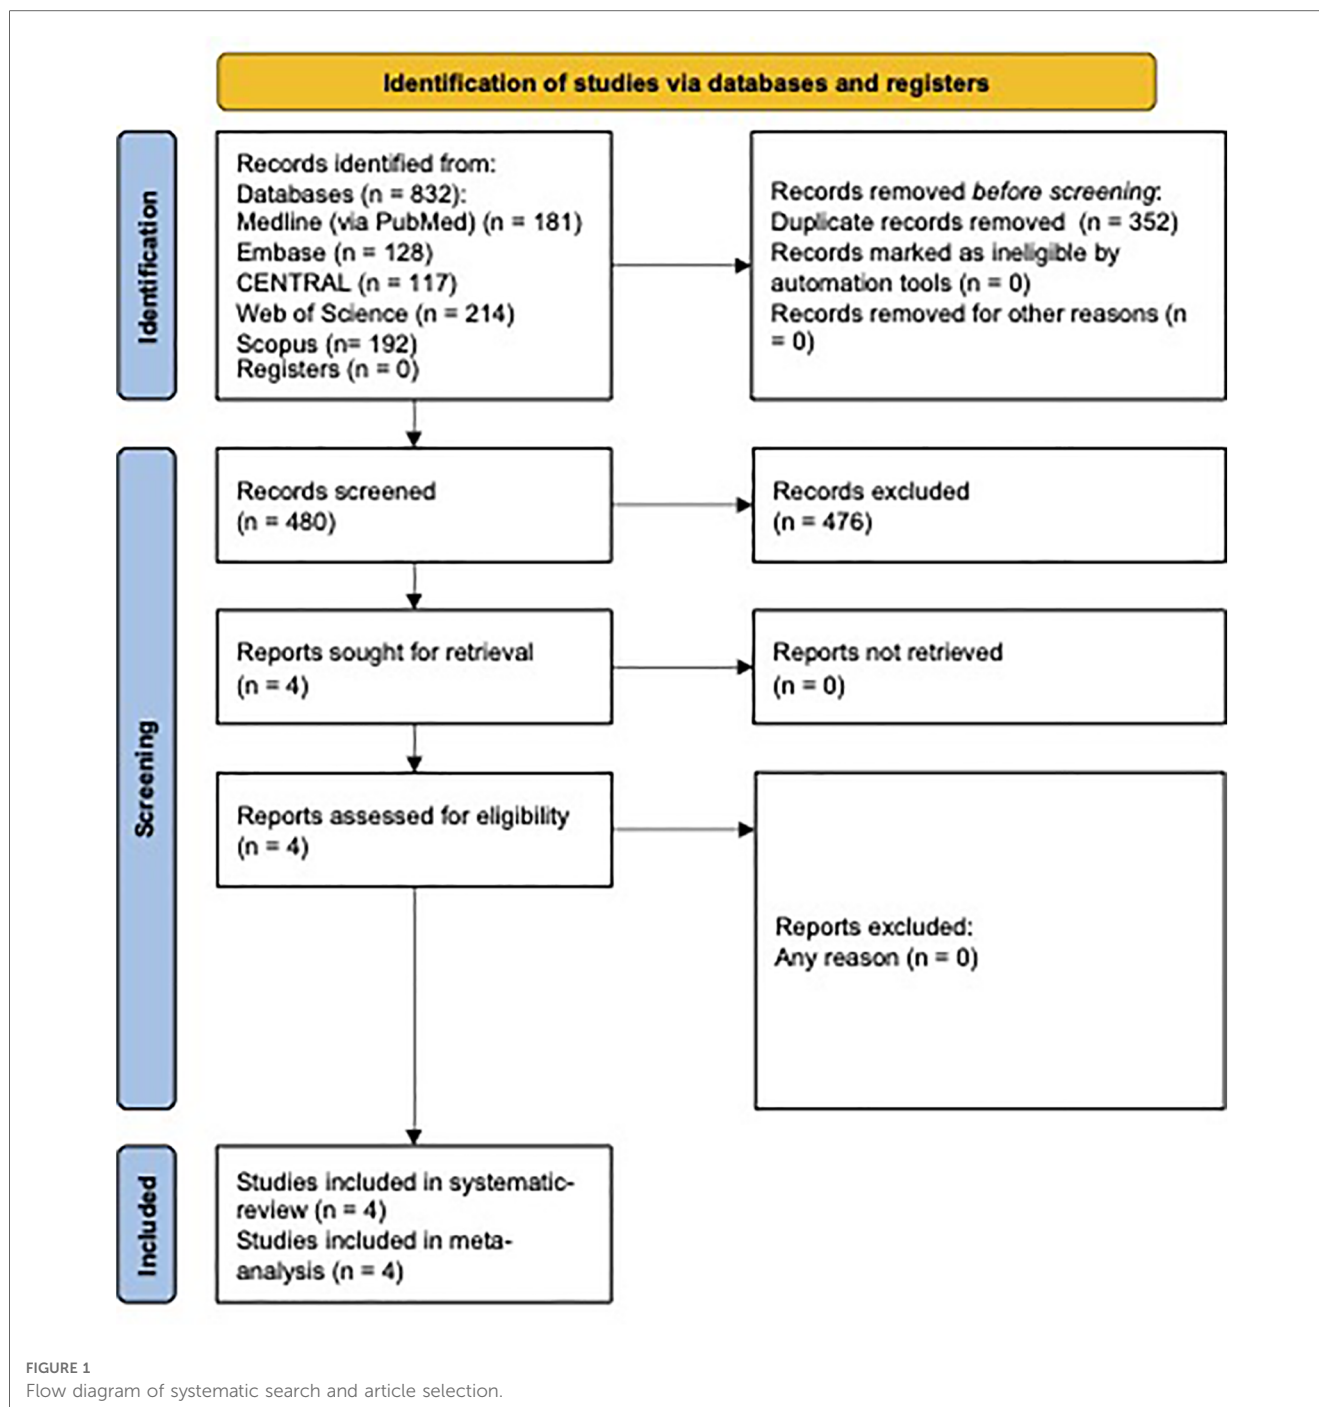 Identification of studies via databases and registers
Identification
Records identified from:
Databases (n = 832):
Medline (via PubMed) (n = 181)
Embase (n = 128)
CENTRAL (n = 117)
Web of Science (n = 214)
Scopus (n= 192)
Registers (n = 0)
Records removed before screening:
Duplicate records removed (n = 352)
Records marked as ineligible by
automation tools (n = 0)
Records removed for other reasons (n
= 0)
Screening
Records screened
(n = 480)
Records excluded
(n = 476)
Reports sought for retrieval
(n = 4)
Reports not retrieved
(n = 0)
Reports assessed for eligibility
(n = 4)
Reports excluded:
Any reason (n = 0)
Included
Studies included in systematic-
review (n = 4)
Studies included in meta-
analysis (n = 4)
FIGURE 1
Flow diagram of systematic search and article selection.